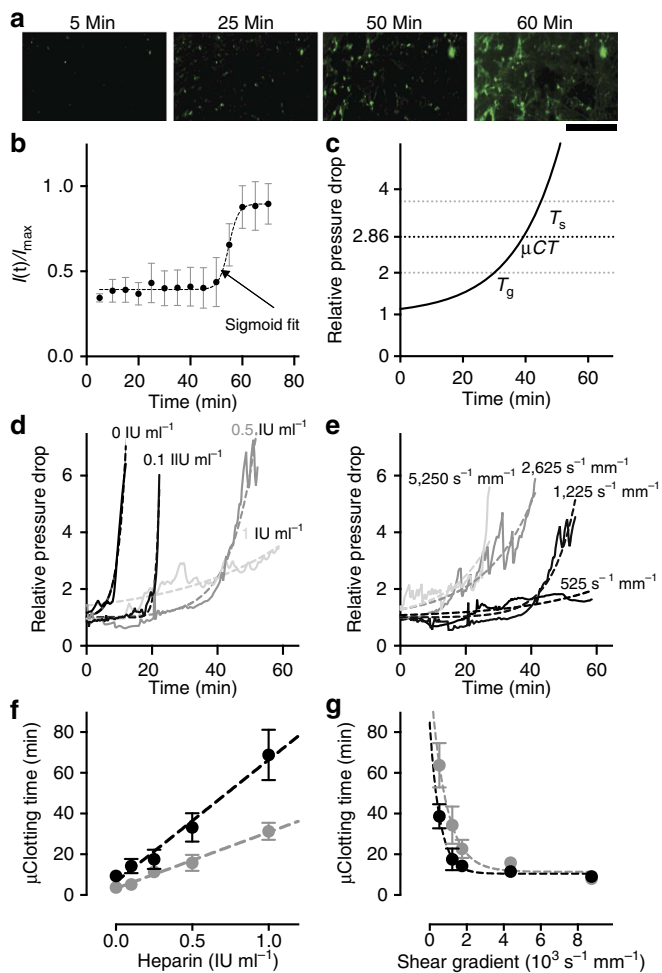 a
5 Min 25 Min 50 Min 60 Min
b
I(t)/Imax
1.0
0.5
0.0
0 20 40 60 80
Time (min)
Sigmoid fit
c
Relative pressure drop
4
2.86
2
1
0
Ts
μCT
Tg
0 20 40 60
Time (min)
d
Relative pressure drop
6
4
2
0
0 IU ml−1
0.1 IIU ml−1
0.5 IU ml−1
1 IU ml−1
0 20 40 60
Time (min)
e
Relative pressure drop
6
4
2
0
5,250 s−1 mm−1
2,625 s−1 mm−1
1,225 s−1 mm−1
525 s−1 mm−1
0 20 40 60
Time (min)
f
μClotting time (min)
80
60
40
20
0
0.0 0.5 1.0
Heparin (IU ml−1)
g
μClotting time (min)
80
60
40
20
0
0 2 4 6 8
Shear gradient (10³ s−1 mm−1)